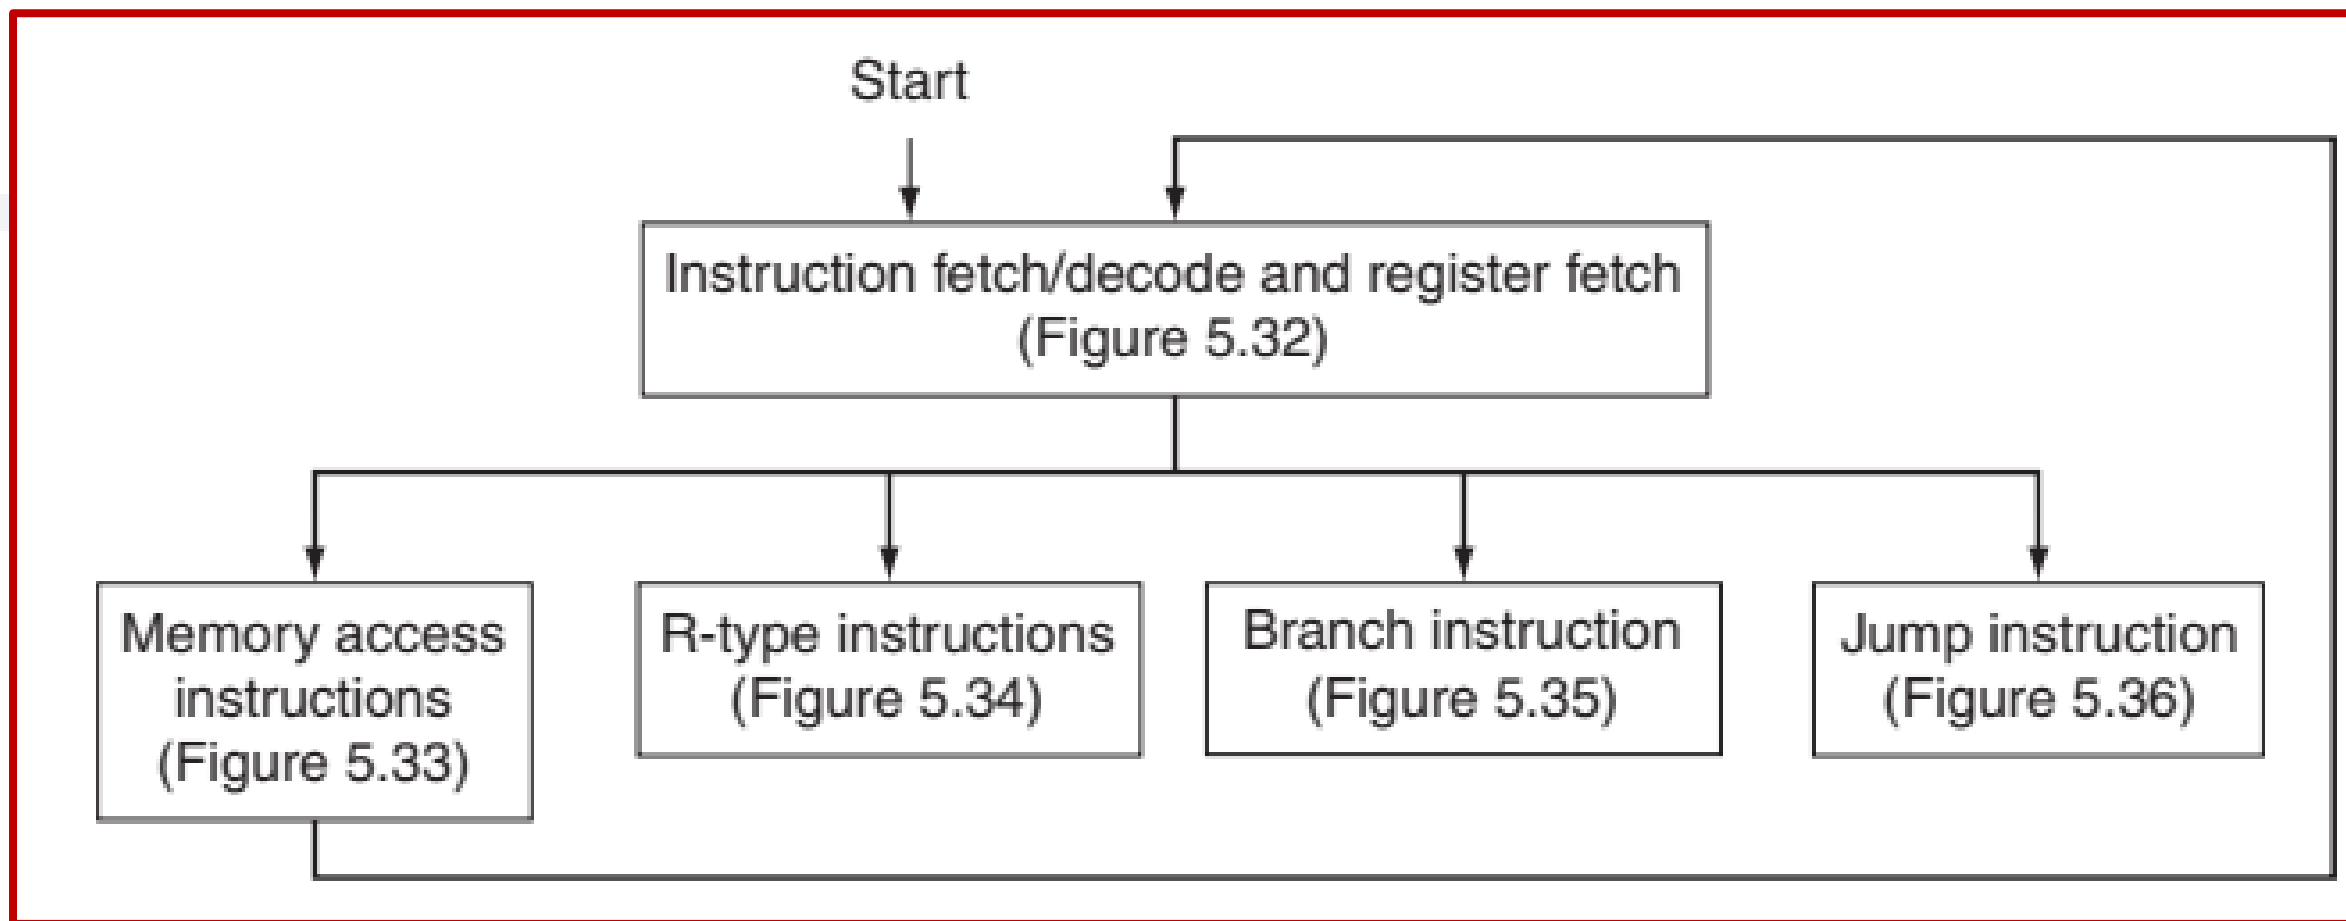 Start
Instruction fetch/decode and register fetch
(Figure 5.32)
Memory access
instructions
(Figure 5.33)
R-type instructions
(Figure 5.34)
Branch instruction
(Figure 5.35)
Jump instruction
(Figure 5.36)